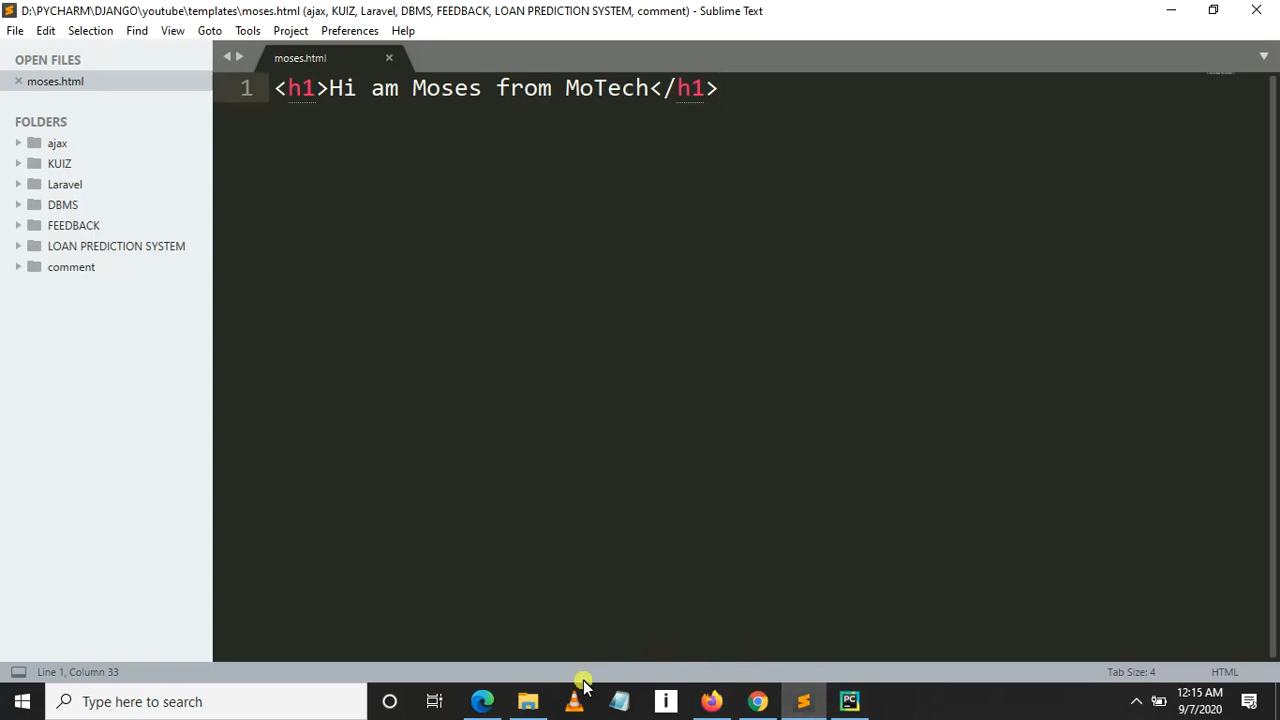 D:\PYCHARM\DJANGO\youtube\templates\moses.html (ajax, KUIZ, Laravel, DBMS, FEEDBACK, LOAN PREDICTION SYSTEM, comment) - Sublime Text
File Edit Selection Find View Goto Tools Project Preferences Help
OPEN FILES
moses.html
moses.html
1 <h1>Hi am Moses from MoTech</h1>
FOLDERS
ajax
KUIZ
Laravel
DBMS
FEEDBACK
LOAN PREDICTION SYSTEM
comment
Line 1, Column 33
Tab Size: 4
HTML
Type here to search
12:15 AM
9/7/2020